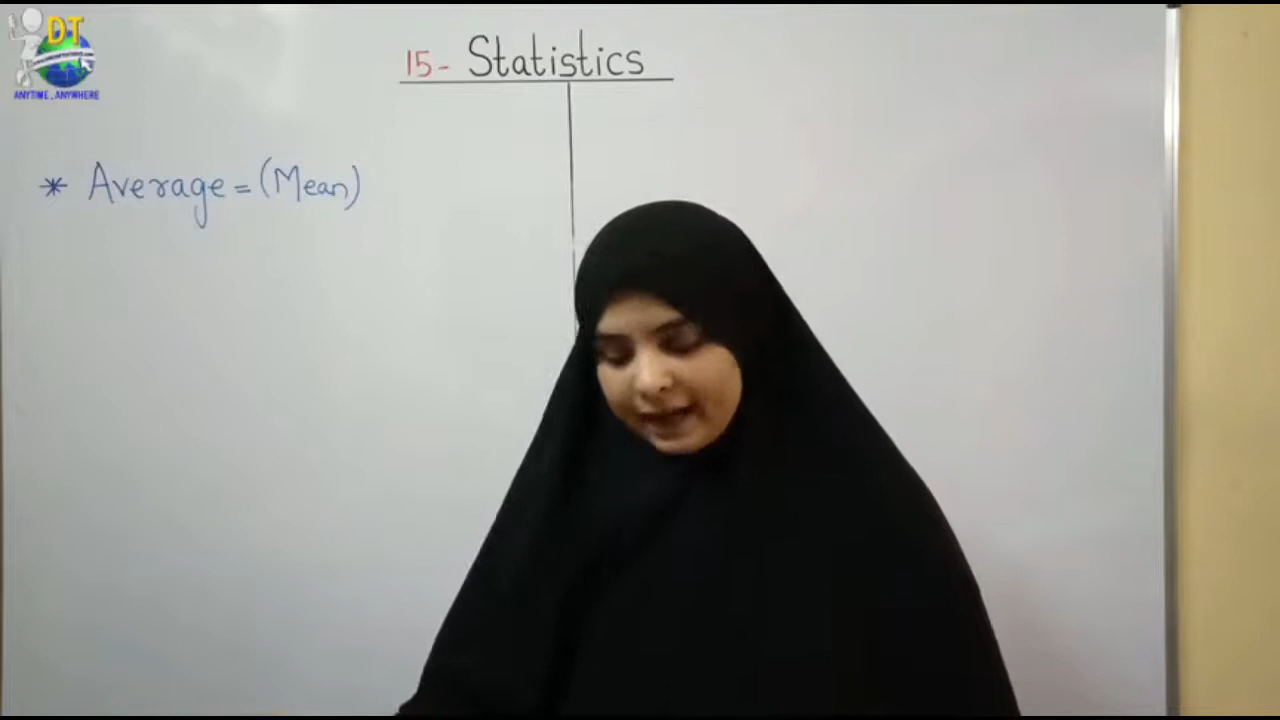 DT
ANYTIME, ANYWHERE
15- Statistics
* Average = (Mean)